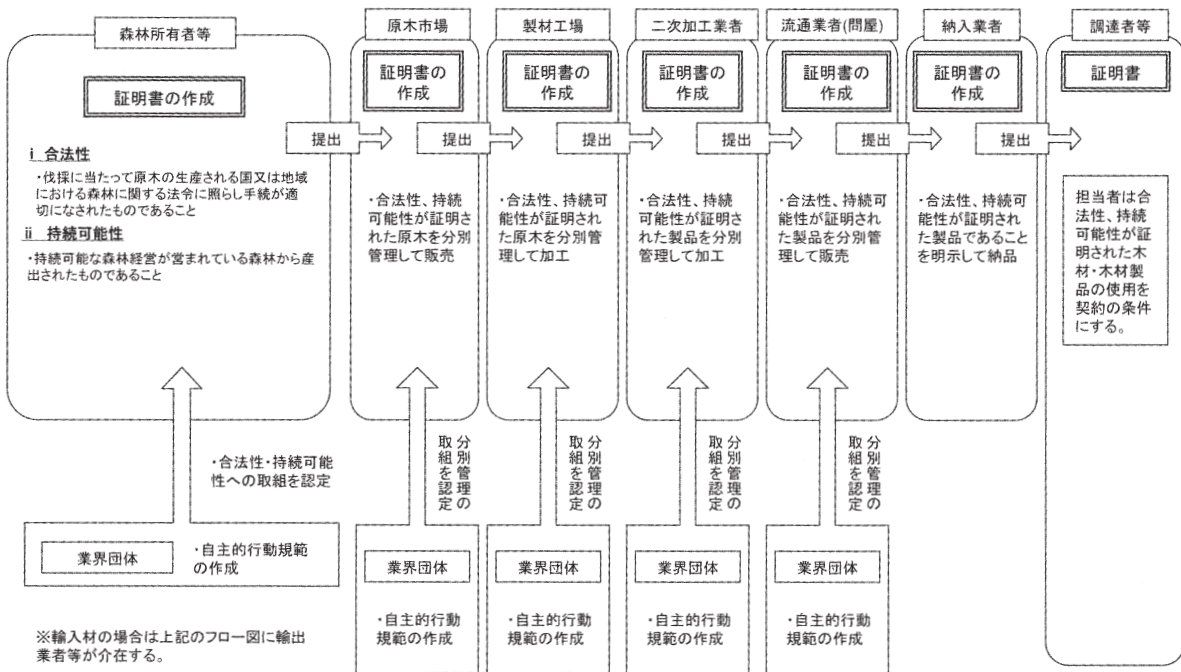 森林所有者等
証明書の作成
i 合法性
・伐採に当たって原木の生産される国又は地域
における森林に関する法令に照らし手続が適
切になされたものであること
ii 持続可能性
・持続可能な森林経営が営まれている森林から産
出されたものであること
提出
原木市場
証明書の
作成
・合法性、持続
可能性が証明さ
れた原木を分別
管理して販売
提出
製材工場
証明書の
作成
・合法性、持続可
能性が証明され
た原木を分別管
理して加工
提出
二次加工業者
証明書の
作成
・合法性、持続
可能性が証明さ
れた製品を分別
管理して加工
提出
流通業者(問屋)
証明書の
作成
・合法性、持続可
能性が証明され
た製品を分別管
理して販売
提出
納入業者
証明書の
作成
・合法性、持続可
能性が証明され
た製品であること
を明示して納品
提出
調達者等
証明書
担当者は合
法性、持続
可能性が証
明された木
材・木材製
品の使用を
契約の条件
にする。
・合法性・持続可能
性への取組を認定
業界団体
・自主的行動規範
の作成
分別管理の
取組を認定
業界団体
・自主的行動
規範の作成
分別管理の
取組を認定
業界団体
・自主的行動
規範の作成
分別管理の
取組を認定
業界団体
・自主的行動
規範の作成
分別管理の
取組を認定
業界団体
・自主的行動
規範の作成
※輸入材の場合は上記のフロー図に輸出
業者等が介在する。